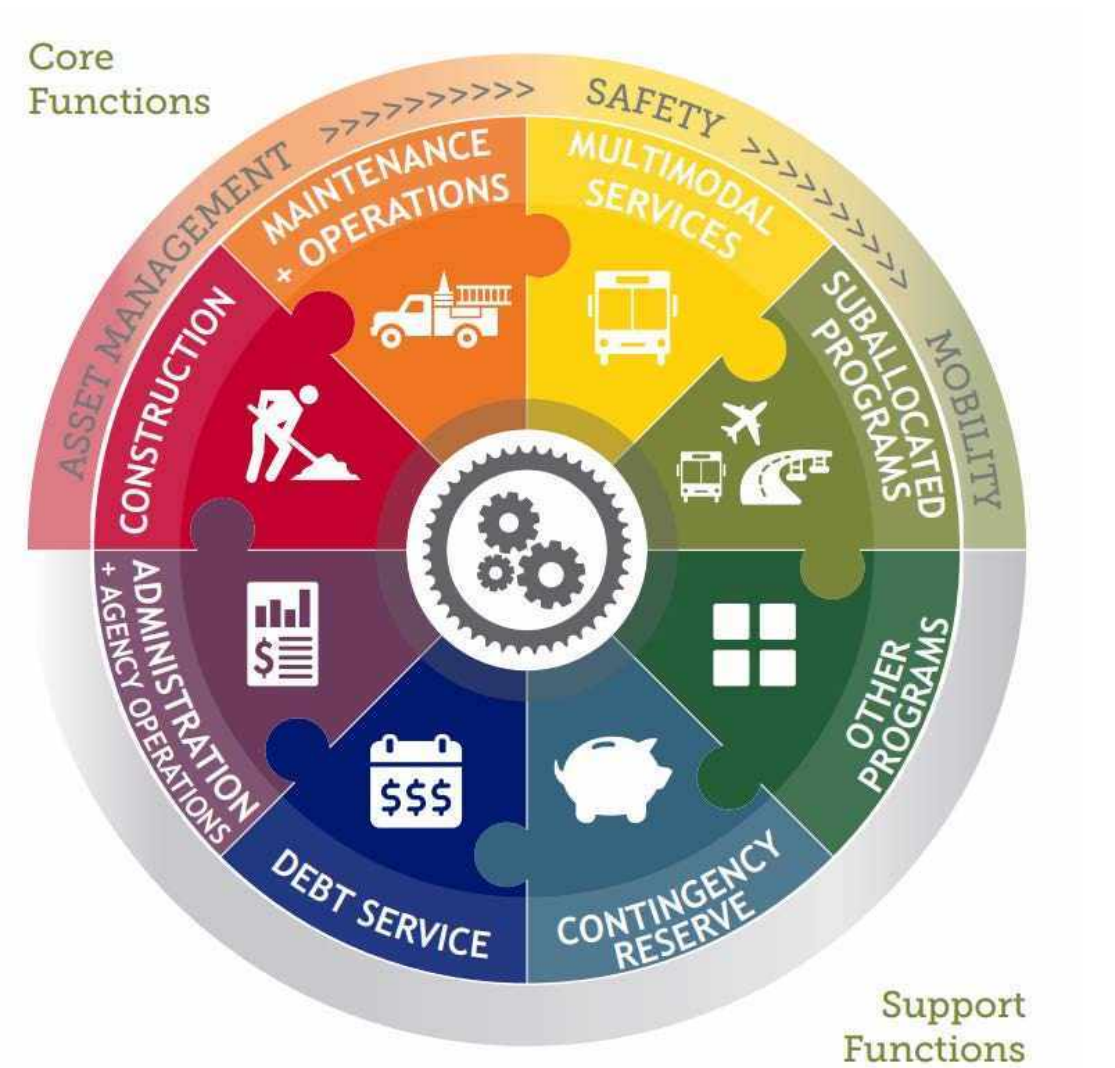 Core
Functions
ASSET MANAGEMENT >>>>>>>>>> SAFETY >>>>>>>>>> MOBILITY
CONSTRUCTION
MAINTENANCE
+ OPERATIONS
MULTIMODAL
SERVICES
SUBALLOCATED
PROGRAMS
OTHER
PROGRAMS
CONTINGENCY
RESERVE
DEBT SERVICE
$$$
ADMINISTRATION
+ AGENCY OPERATIONS
$
Support
Functions